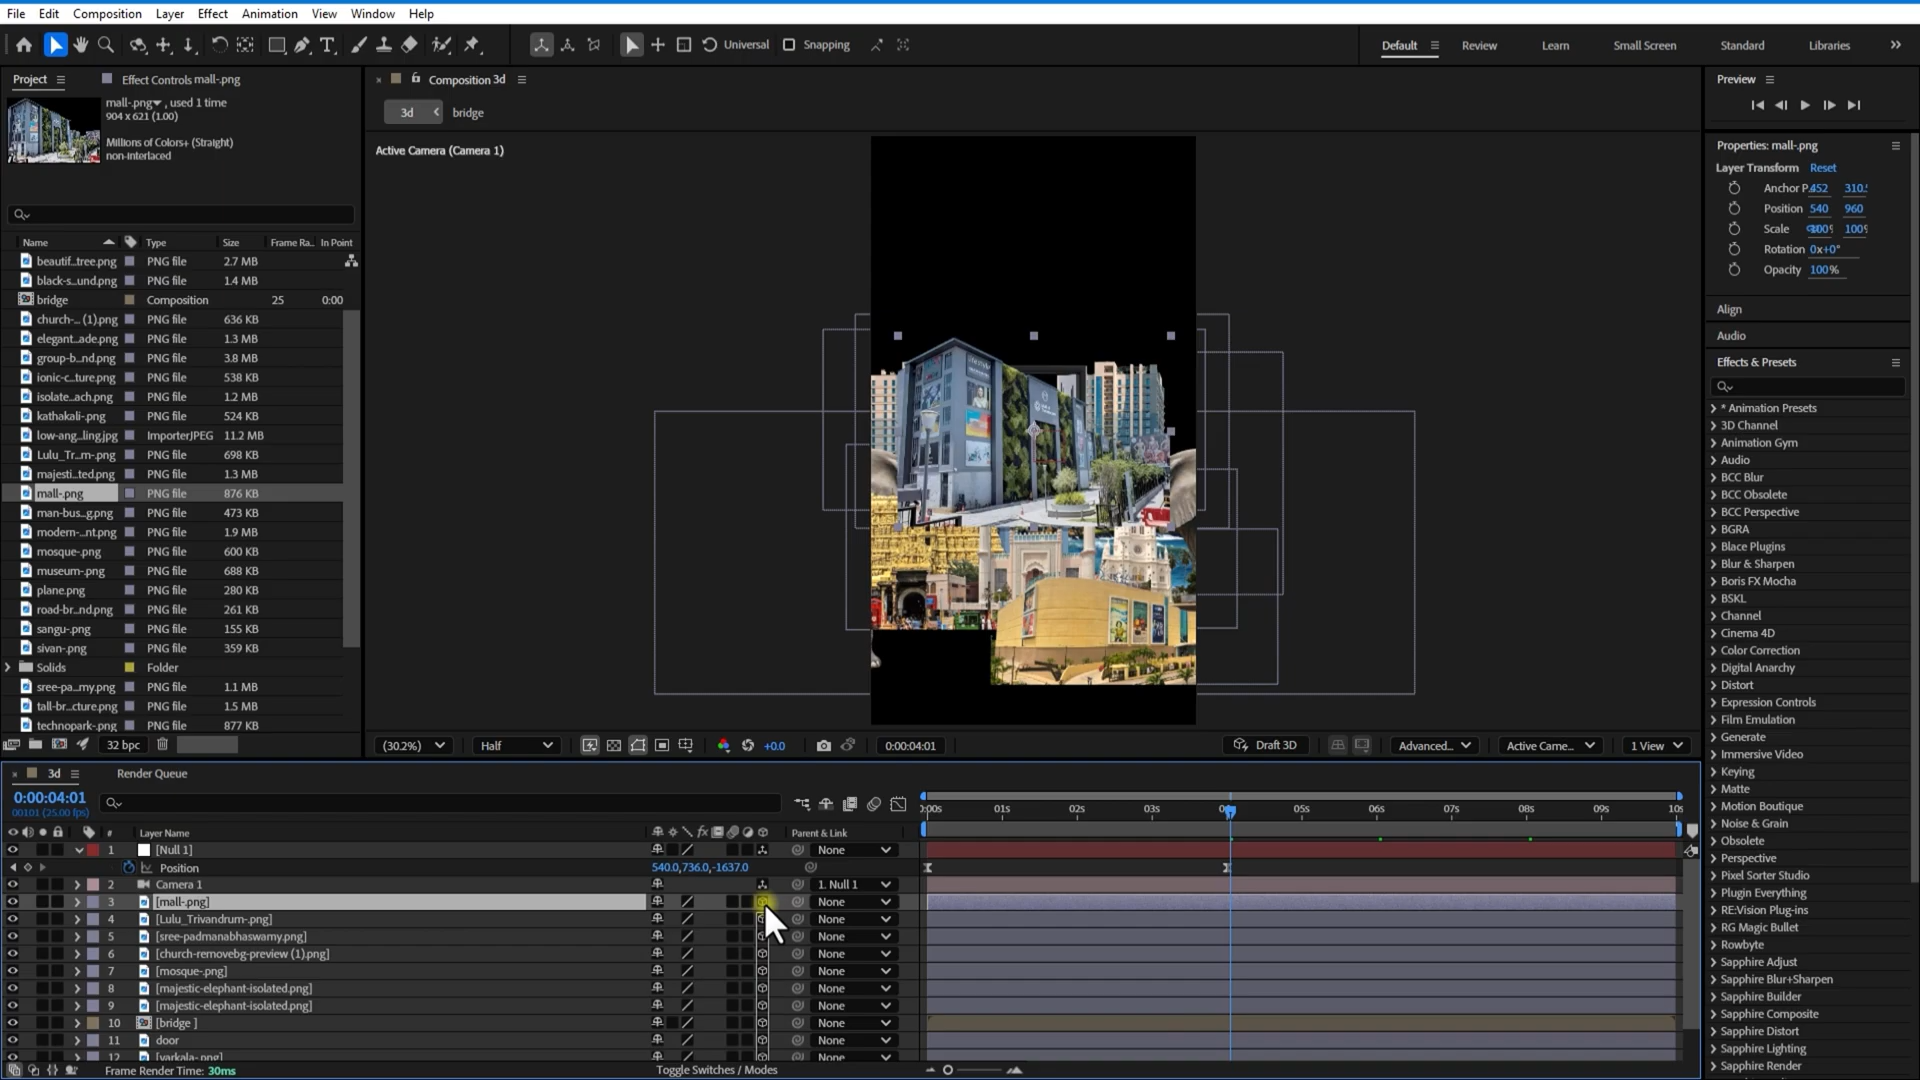 File Edit Composition Layer Effect Animation View Window Help
Universal Snapping Default Review Learn Small Screen Standard Libraries
Project Effect Controls mall-.png
mall-.png , used 1 time
904 x 621 (1.00)
Millions of Colors+ (Straight)
non-interlaced
Name Type Size Frame Ra... In Point
beautif...tree.png PNG file 2.7 MB
black-s...und.png PNG file 1.4 MB
bridge Composition 25 0:00
church-... (1).png PNG file 636 KB
elegant...ade.png PNG file 1.3 MB
group-b...nd.png PNG file 3.8 MB
ionic-c...ture.png PNG file 538 KB
isolate...ach.png PNG file 1.2 MB
kathakali-.png PNG file 524 KB
low-ang...ling.jpg ImporterJPEG 11.2 MB
Lulu_Tr...m-.png PNG file 698 KB
majesti...ted.png PNG file 1.3 MB
mall-.png PNG file 876 KB
man-bus...g.png PNG file 473 KB
modern-...nt.png PNG file 1.9 MB
mosque-.png PNG file 600 KB
museum-.png PNG file 688 KB
plane.png PNG file 280 KB
road-br...nd.png PNG file 261 KB
sangu-.png PNG file 155 KB
sivan-.png PNG file 359 KB
Solids Folder
sree-pa...my.png PNG file 1.1 MB
tall-br...cture.png PNG file 1.5 MB
technopark-.png PNG file 877 KB
32 bpc
Composition 3d
3d bridge
Active Camera (Camera 1)
(30.2%) Half +0.0 0:00:04:01 Draft 3D Advanced... Active Came... 1 View
Preview
Properties: mall-.png
Layer Transform Reset
Anchor P. 452 310.
Position 540 960
Scale 100 100
Rotation 0x+0°
Opacity 100%
Align
Audio
Effects & Presets
* Animation Presets
3D Channel
Animation Gym
Audio
BCC Blur
BCC Obsolete
BCC Perspective
BGRA
Blace Plugins
Blur & Sharpen
Boris FX Mocha
BSKL
Channel
Cinema 4D
Color Correction
Digital Anarchy
Distort
Expression Controls
Film Emulation
Generate
Immersive Video
Keying
Matte
Motion Boutique
Noise & Grain
Obsolete
Perspective
Pixel Sorter Studio
Plugin Everything
RE:Vision Plug-ins
RG Magic Bullet
Rowbyte
Sapphire Adjust
Sapphire Blur+Sharpen
Sapphire Builder
Sapphire Composite
Sapphire Distort
Sapphire Lighting
Sapphire Render
3d Render Queue
0:00:04:01
00101 (25.00 fps)
:00s 01s 02s 03s 05s 06s 07s 08s 09s 10s
# Layer Name fx Parent & Link
1 [Null 1] None
Position 540.0,736.0,-1637.0
2 Camera 1 1. Null 1
3 [mall-.png] None
4 [Lulu_Trivandrum-.png] None
5 [sree-padmanabhaswamy.png] None
6 [church-removebg-preview (1).png] None
7 [mosque-.png] None
8 [majestic-elephant-isolated.png] None
9 [majestic-elephant-isolated.png] None
10 [bridge ] None
11 door None
12 [varkala-.png] None
Frame Render Time: 30ms Toggle Switches / Modes